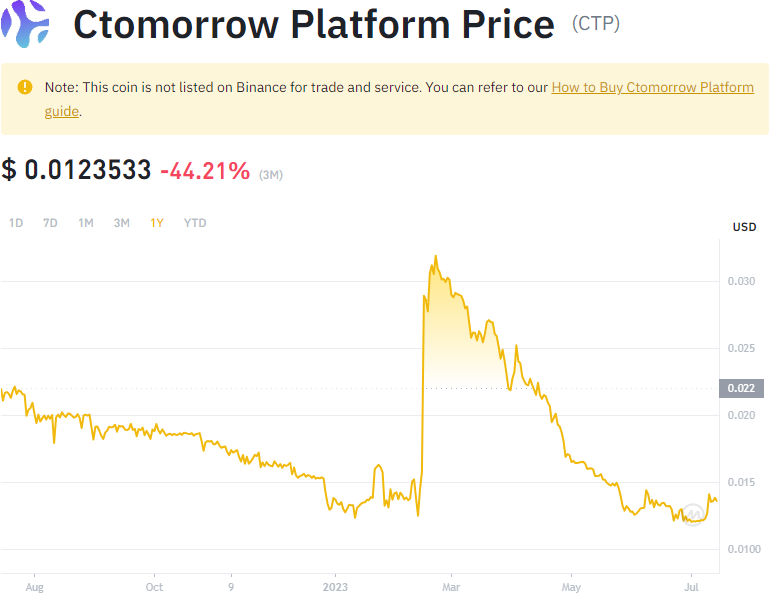 Ctomorrow Platform Price (CTP)
Note: This coin is not listed on Binance for trade and service. You can refer to our How to Buy Ctomorrow Platform
guide.
$ 0.0123533 -44.21% (3M)
1D 7D 1M 3M 1Y YTD
USD
0.030
0.025
0.022
0.020
0.015
0.0100
Aug Oct 9 2023 Mar May Jul